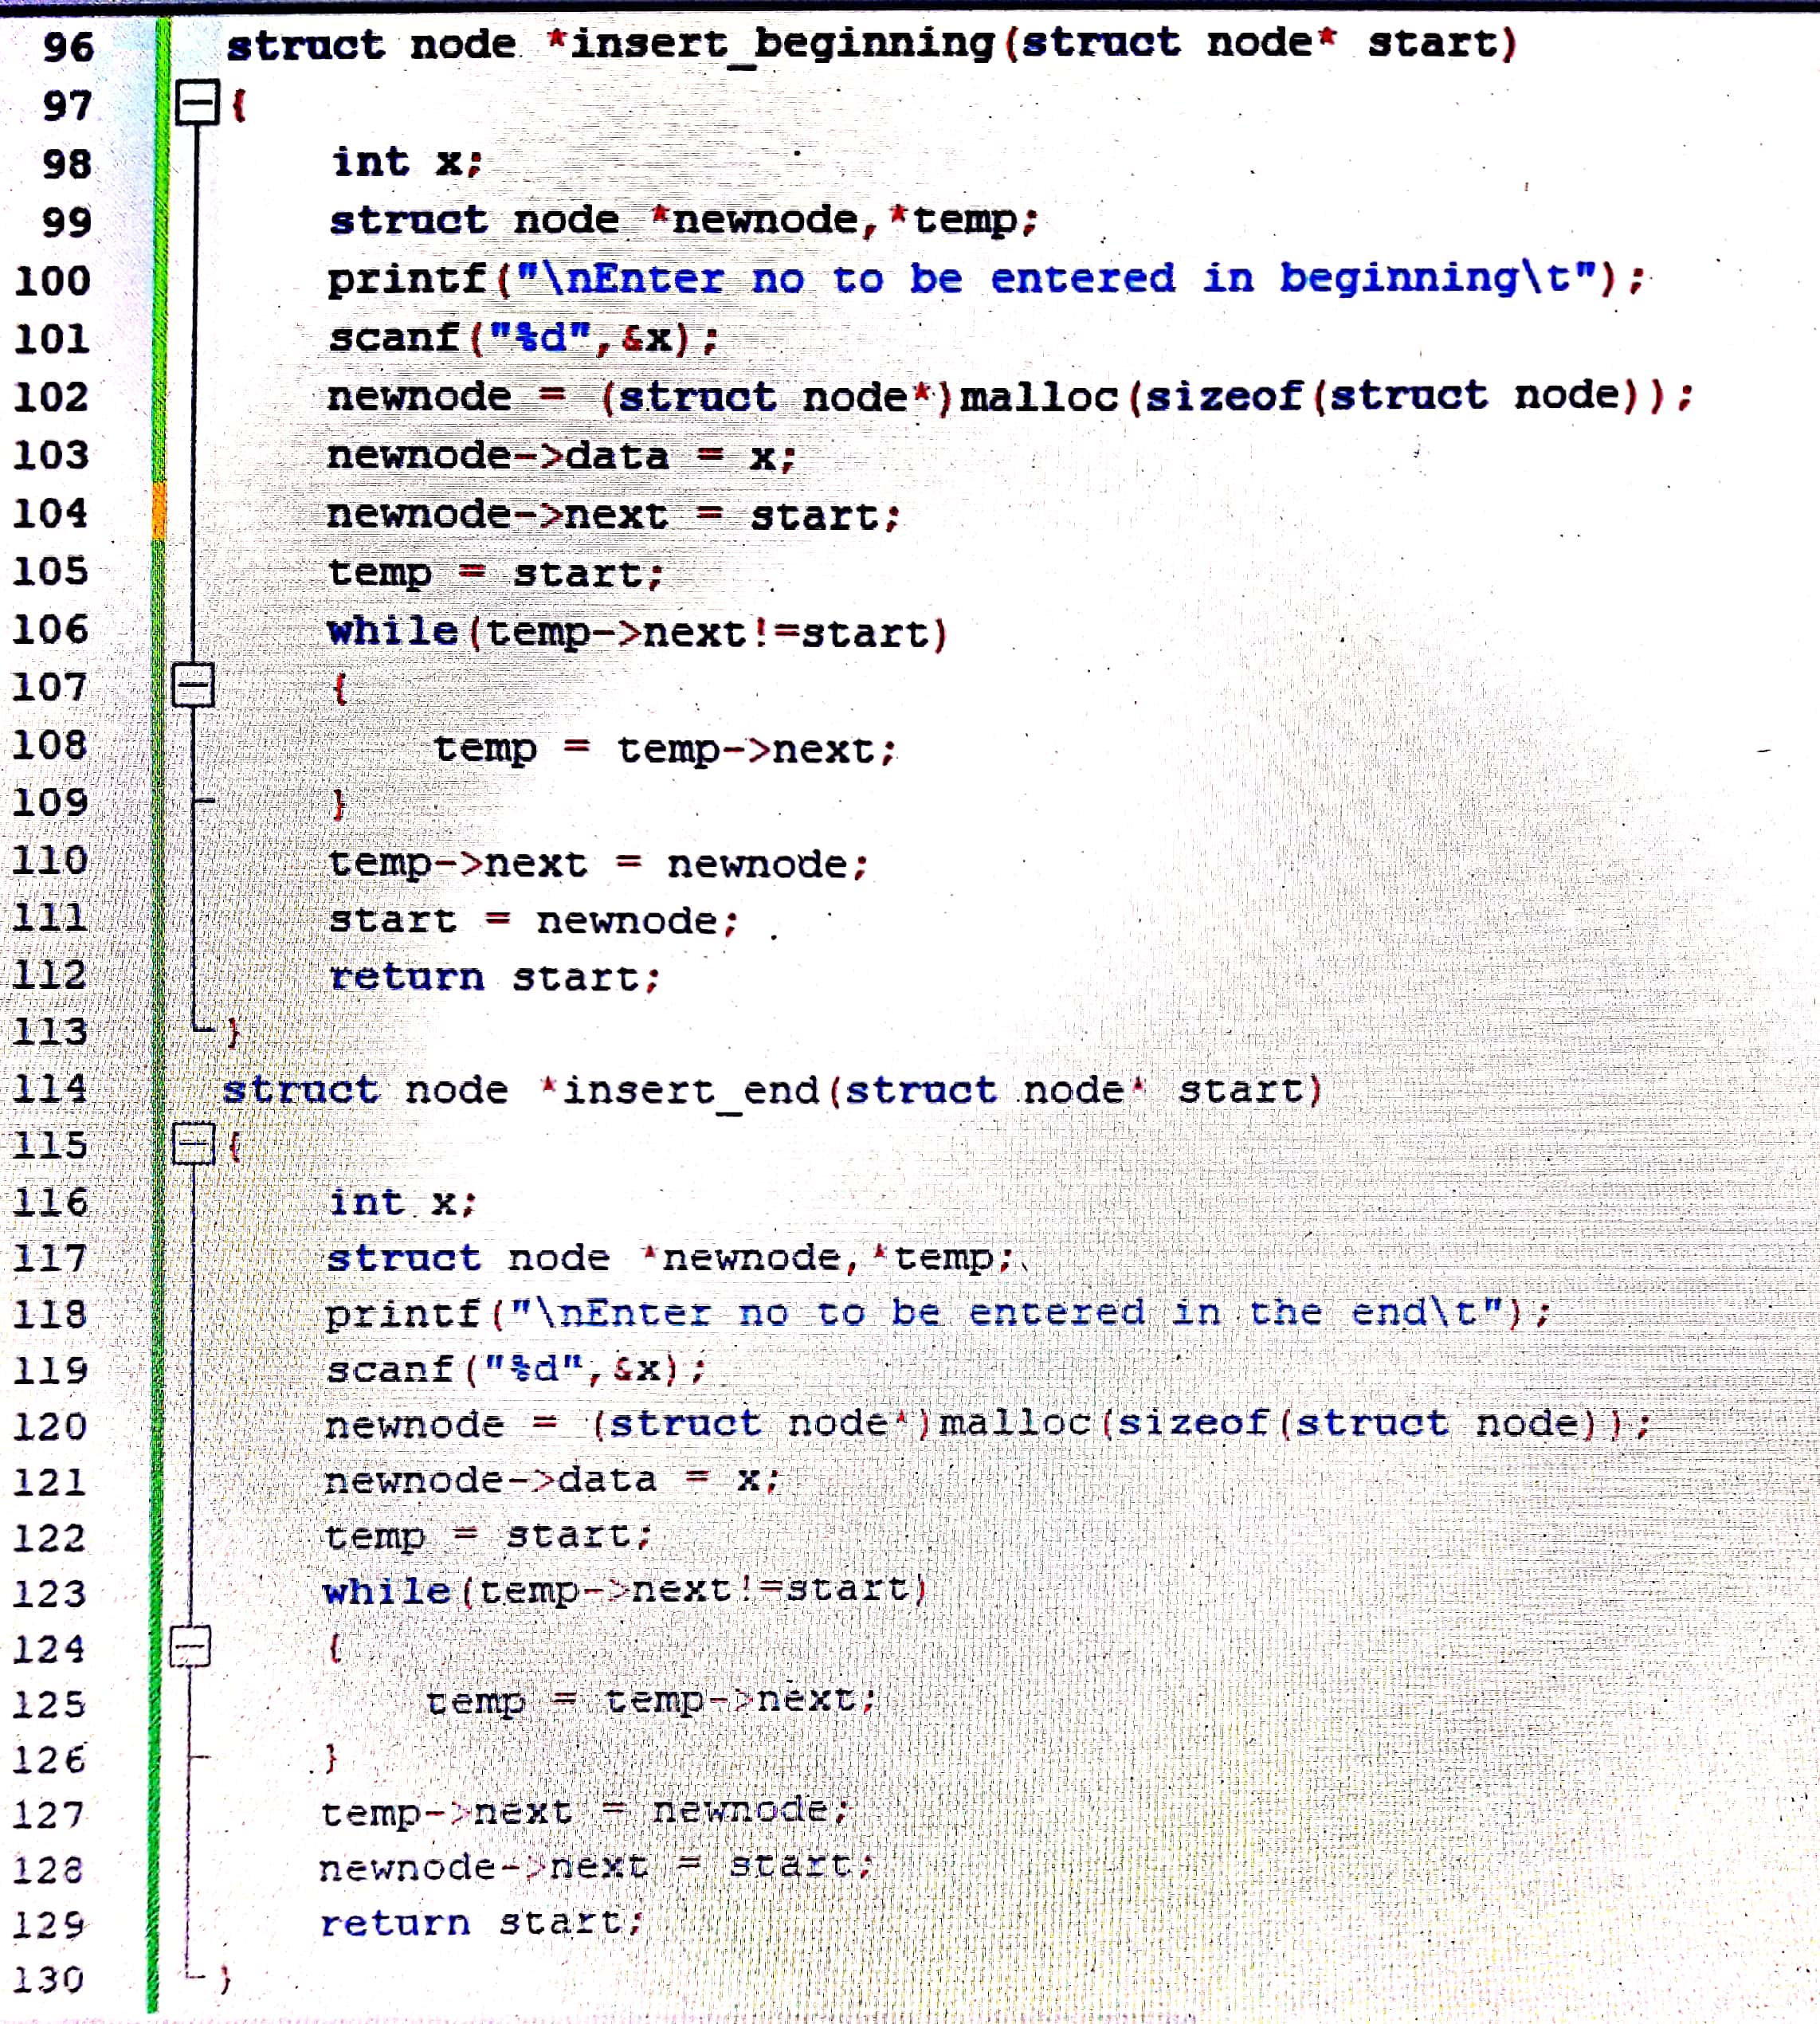 96 struct node *insert_beginning(struct node* start)
97 {
98 int x;
99 struct node *newnode,*temp;
100 printf("\nEnter no to be entered in beginning\t");
101 scanf("%d",&x);
102 newnode = (struct node*)malloc(sizeof(struct node));
103 newnode->data = x;
104 newnode->next = start;
105 temp = start;
106 while(temp->next!=start)
107 {
108 temp = temp->next;
109 }
110 temp->next = newnode;
111 start = newnode;
112 return start;
113 }
114 struct node *insert_end(struct node* start)
115 {
116 int x;
117 struct node *newnode,*temp;
118 printf("\nEnter no to be entered in the end\t");
119 scanf("%d",&x);
120 newnode = (struct node*)malloc(sizeof(struct node));
121 newnode->data = x;
122 temp = start;
123 while(temp->next!=start)
124 {
125 temp = temp->next;
126 }
127 temp->next = newnode;
128 newnode->next = start;
129 return start;
130 }